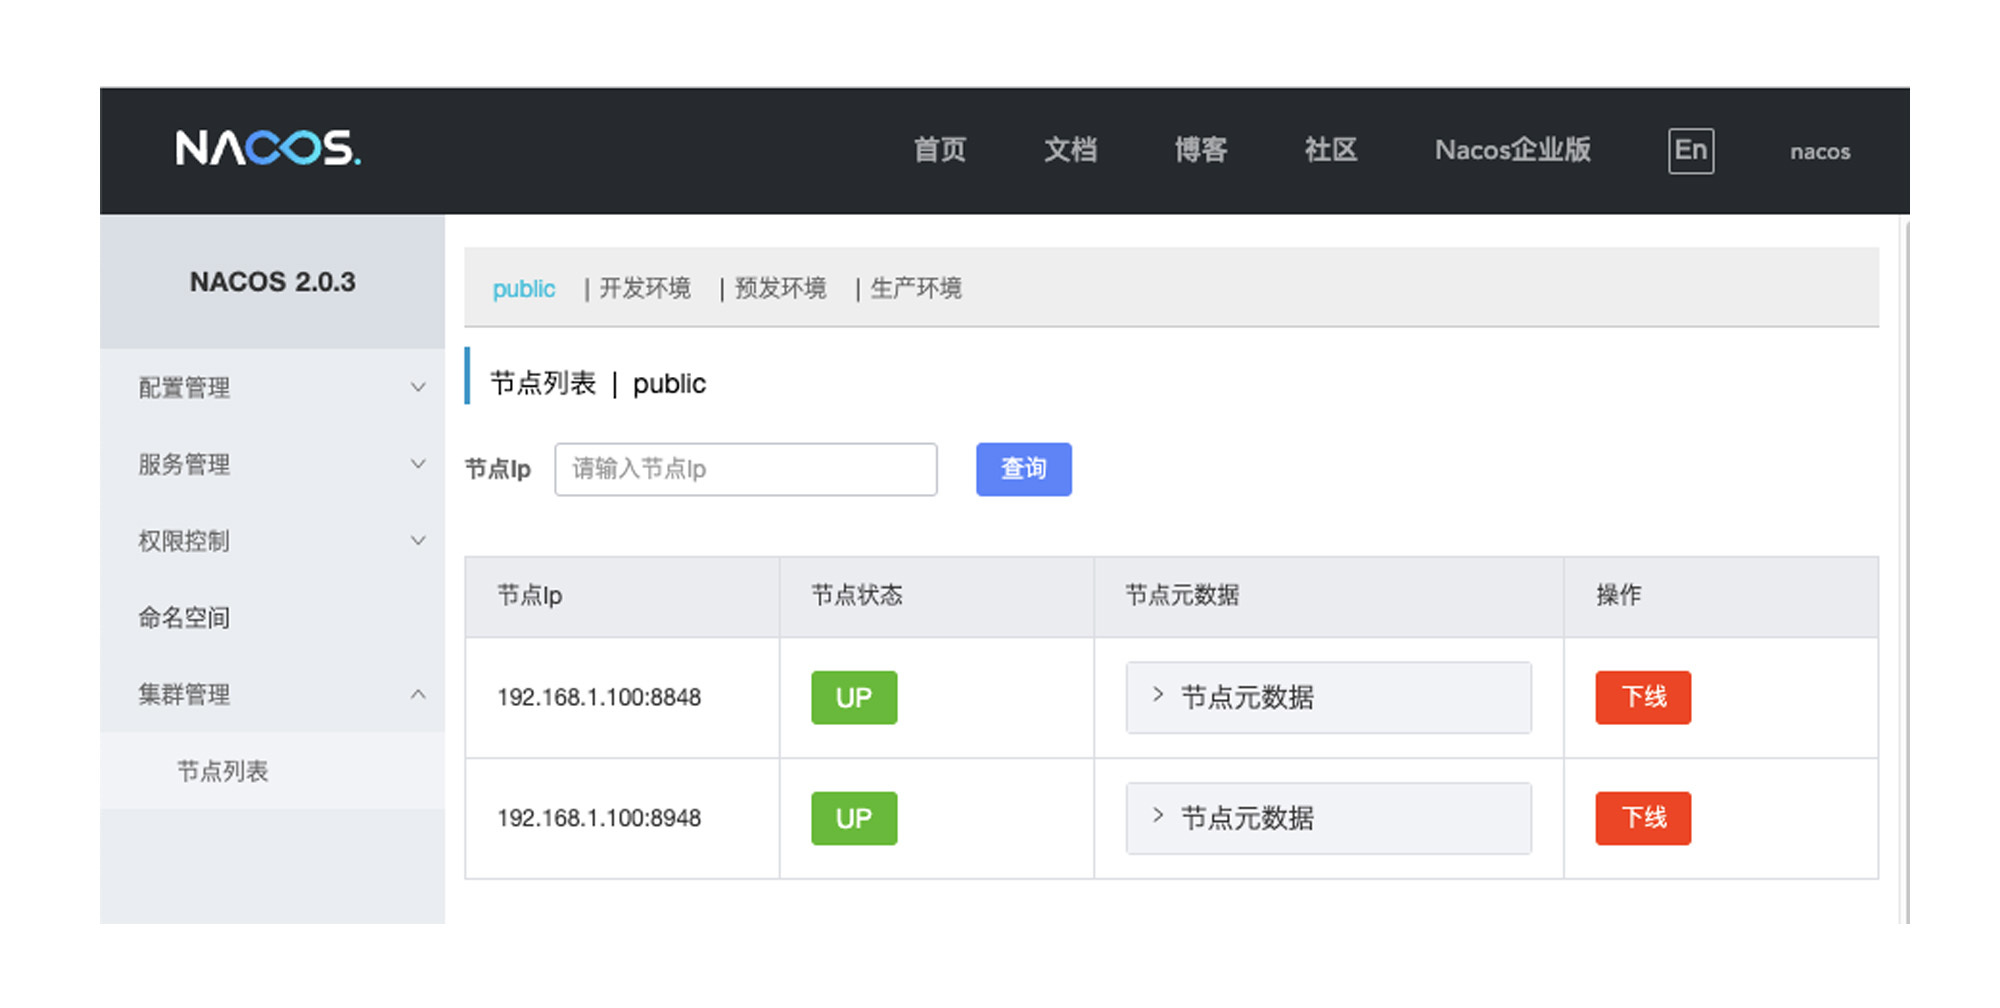 NACOS.
首页 文档 博客 社区 Nacos企业版 En nacos
NACOS 2.0.3
配置管理
服务管理
权限控制
命名空间
集群管理
节点列表
public | 开发环境 | 预发环境 | 生产环境
节点列表 | public
节点Ip 请输入节点Ip 查询
节点Ip 节点状态 节点元数据 操作
192.168.1.100:8848 UP > 节点元数据 下线
192.168.1.100:8948 UP > 节点元数据 下线